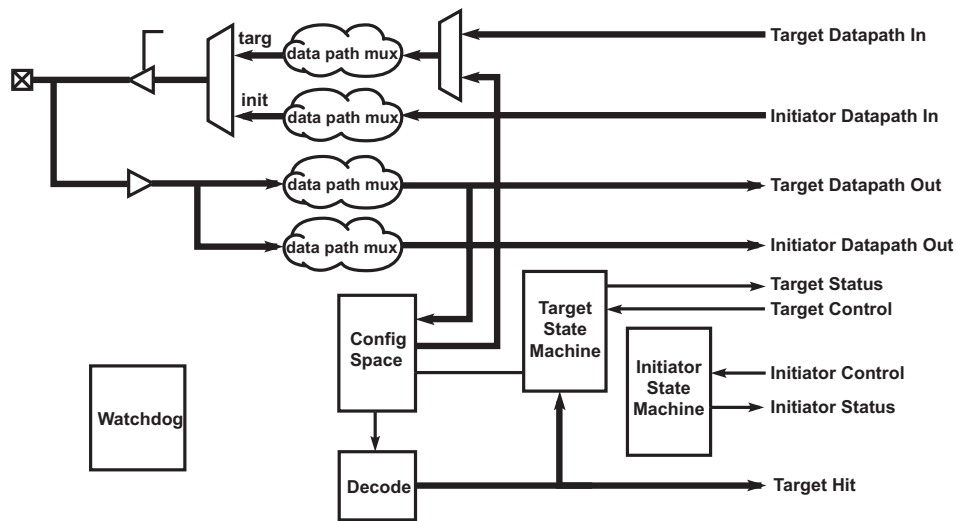 targ
data path mux
Target Datapath In
init
data path mux
Initiator Datapath In
data path mux
Target Datapath Out
data path mux
Initiator Datapath Out
Config
Space
Target
State
Machine
Target Status
Target Control
Initiator
State
Machine
Initiator Control
Initiator Status
Watchdog
Decode
Target Hit